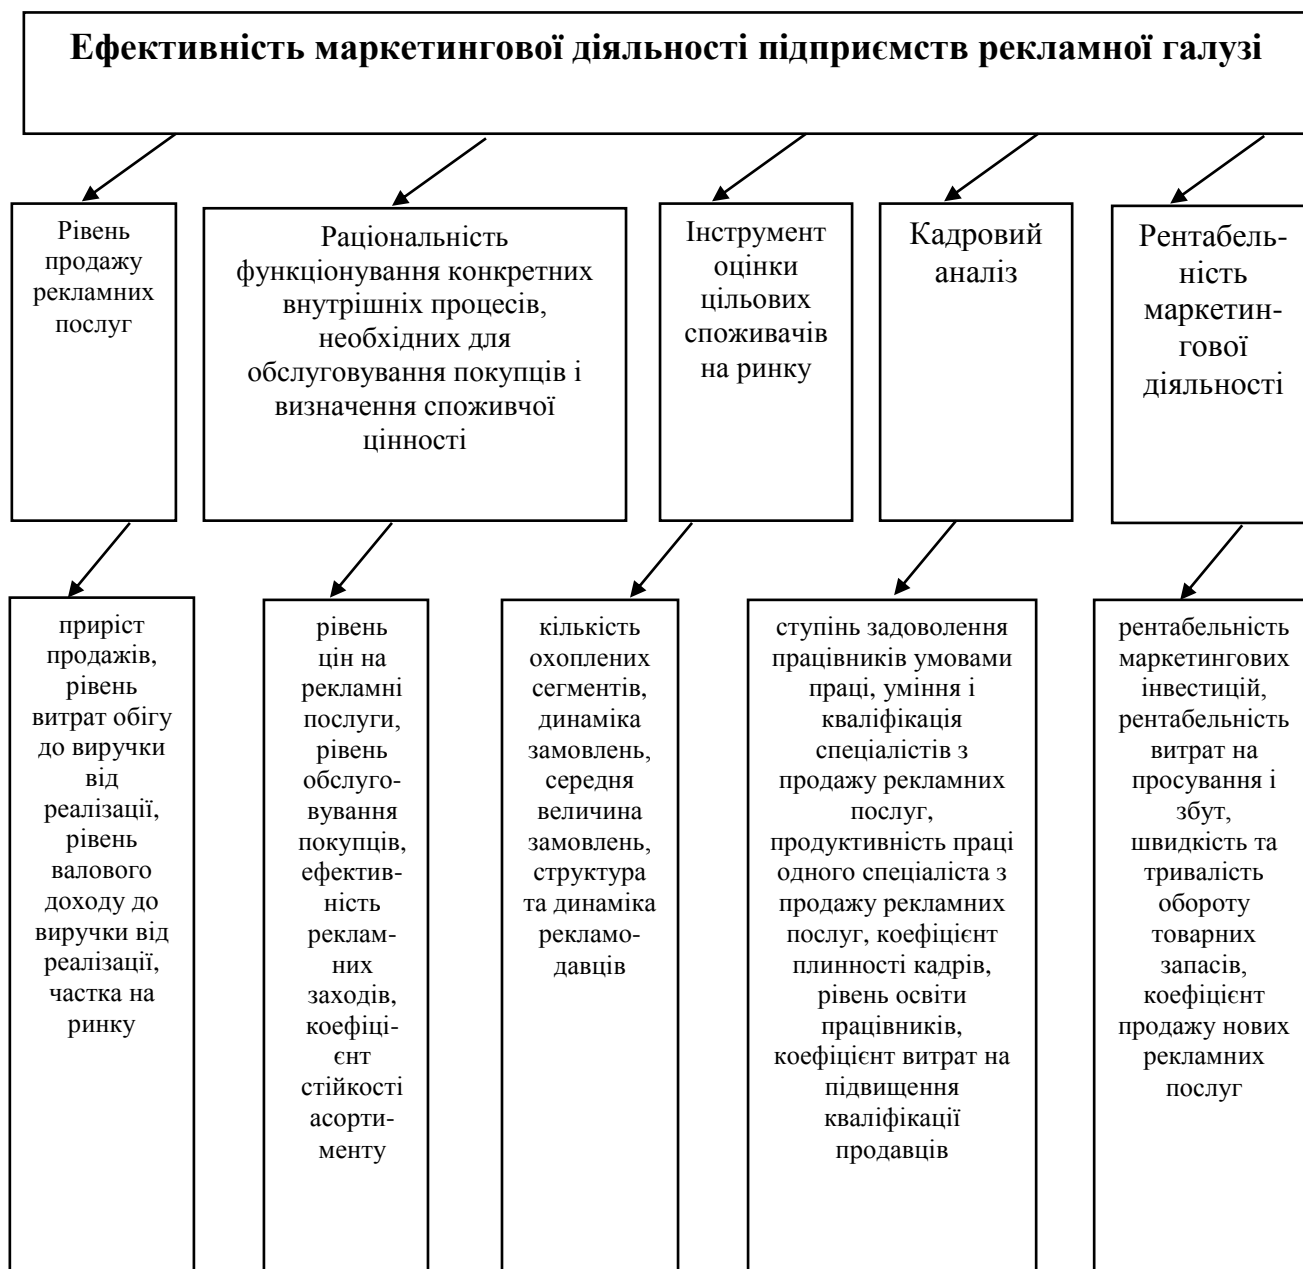 Ефективність маркетингової діяльності підприємств рекламної галузі
Рівень
продажу
рекламних
послуг
Раціональність
функціонування конкретних
внутрішніх процесів,
необхідних для
обслуговування покупців і
визначення споживчої
цінності
Інструмент
оцінки
цільових
споживачів
на ринку
Кадровий
аналіз
Рентабель-
ність
маркетин-
гової
діяльності
приріст
продажів,
рівень
витрат обігу
до виручки
від
реалізації,
рівень
валового
доходу до
виручки від
реалізації,
частка на
ринку
рівень
цін на
рекламні
послуги,
рівень
обслуго-
вування
покупців,
ефектив-
ність
реклам-
них
заходів,
коефіці-
єнт
стійкості
асорти-
менту
кількість
охоплених
сегментів,
динаміка
замовлень,
середня
величина
замовлень,
структура
та динаміка
рекламо-
давців
ступінь задоволення
працівників умовами
праці, уміння і
кваліфікація
спеціалістів з
продажу рекламних
послуг,
продуктивність праці
одного спеціаліста з
продажу рекламних
послуг, коефіцієнт
плинності кадрів,
рівень освіти
працівників,
коефіцієнт витрат на
підвищення
кваліфікації
продавців
рентабельність
маркетингових
інвестицій,
рентабельність
витрат на
просування і
збут,
швидкість та
тривалість
обороту
товарних
запасів,
коефіцієнт
продажу нових
рекламних
послуг